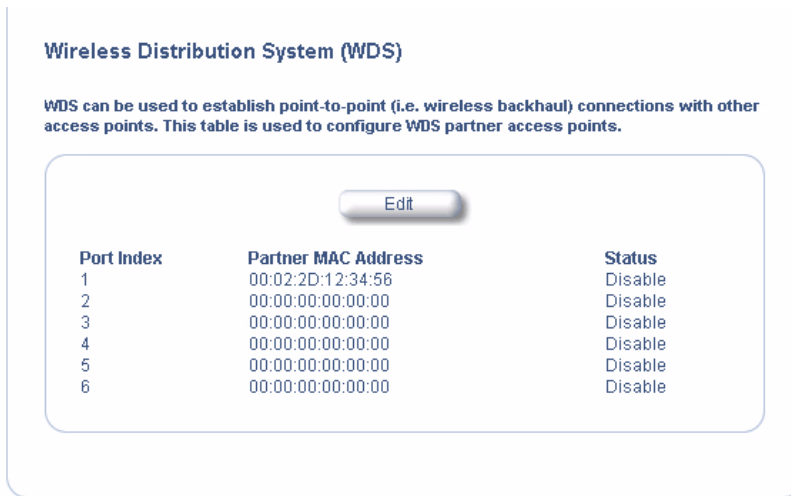 Wireless Distribution System (WDS)
WDS can be used to establish point-to-point (i.e. wireless backhaul) connections with other
access points. This table is used to configure WDS partner access points.
Edit
Port Index Partner MAC Address Status
1 00:02:2D:12:34:56 Disable
2 00:00:00:00:00:00 Disable
3 00:00:00:00:00:00 Disable
4 00:00:00:00:00:00 Disable
5 00:00:00:00:00:00 Disable
6 00:00:00:00:00:00 Disable